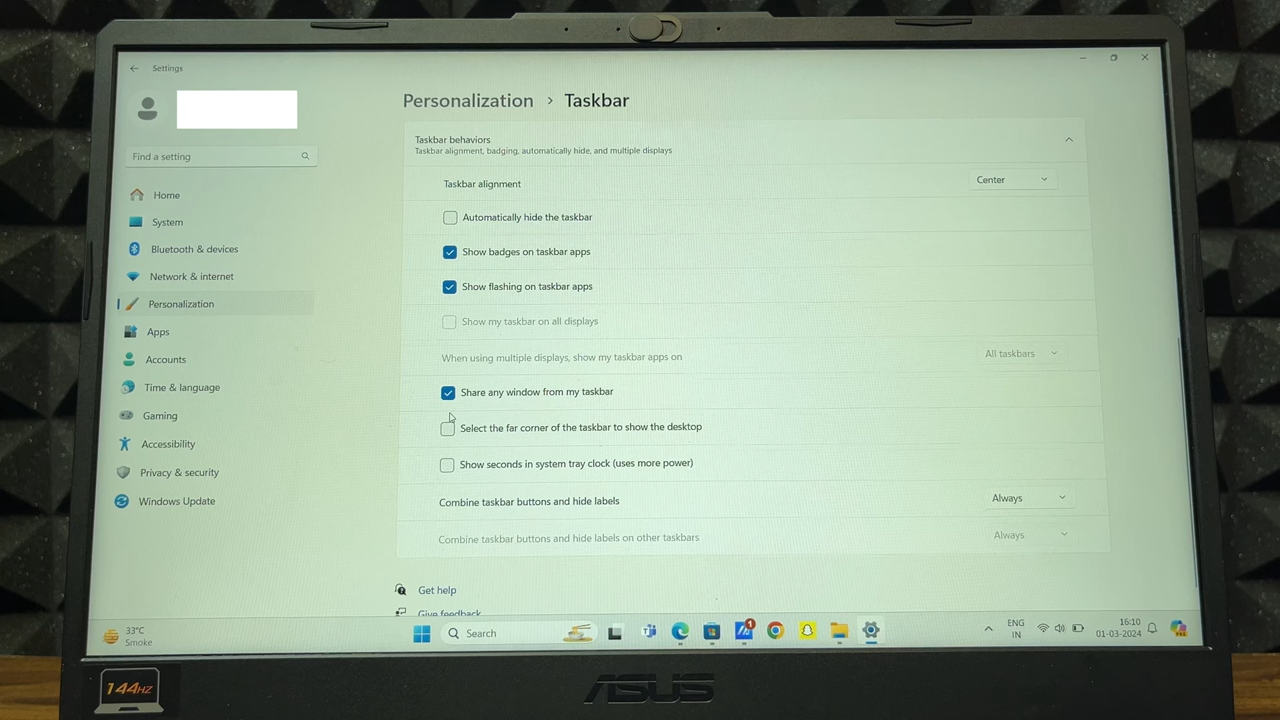 Settings
Personalization > Taskbar
Find a setting
Home
System
Bluetooth & devices
Network & internet
Personalization
Apps
Accounts
Time & language
Gaming
Accessibility
Privacy & security
Windows Update
Taskbar behaviors
Taskbar alignment, badging, automatically hide, and multiple displays
Taskbar alignment
Center
Automatically hide the taskbar
Show badges on taskbar apps
Show flashing on taskbar apps
Show my taskbar on all displays
When using multiple displays, show my taskbar apps on
All taskbars
Share any window from my taskbar
Select the far corner of the taskbar to show the desktop
Show seconds in system tray clock (uses more power)
Combine taskbar buttons and hide labels
Always
Combine taskbar buttons and hide labels on other taskbars
Always
Get help
Give feedback
33°C
Smoke
Search
1
ENG
IN
16:10
01-03-2024
144HZ
ASUS